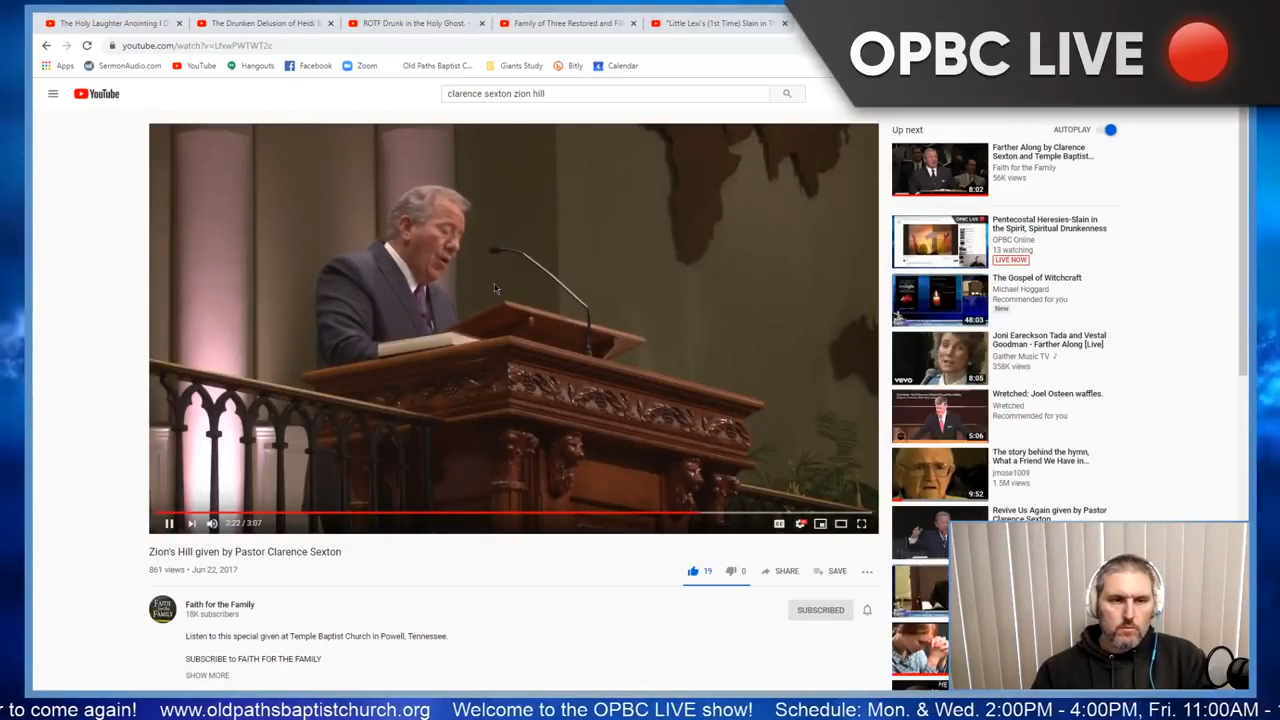 The Holy Laughter Anointing I D
The Drunken Delusion of Heidi B
ROTF Drunk in the Holy Ghost. -
Family of Three Restored and Fill
"Little Lexi's (1st Time) Slain in Th
OPBC LIVE
youtube.com/watch?v=LfxwPWTWT2c
Apps
SermonAudio.com
YouTube
Hangouts
Facebook
Zoom
Old Paths Baptist C...
Giants Study
Bitly
Calendar
YouTube
clarence sexton zion hill
Up next
AUTOPLAY
Farther Along by Clarence
Sexton and Temple Baptist...
Faith for the Family
56K views
8:02
Pentecostal Heresies-Slain in
the Spirit, Spiritual Drunkenness
OPBC Online
13 watching
LIVE NOW
OPBC LIVE
The Gospel of Witchcraft
Michael Hoggard
Recommended for you
New
48:03
Joni Eareckson Tada and Vestal
Goodman - Farther Along [Live]
Gaither Music TV
358K views
vevo
8:05
Wretched: Joel Osteen waffles.
Wretched
Recommended for you
5:06
The story behind the hymn,
What a Friend We Have in...
jmose1009
1.5M views
9:52
Revive Us Again given by Pastor
Clarence Sexton
2:22 / 3:07
Zion's Hill given by Pastor Clarence Sexton
861 views • Jun 22, 2017
19
0
SHARE
SAVE
Faith for the Family
18K subscribers
SUBSCRIBED
Listen to this special given at Temple Baptist Church in Powell, Tennessee.
SUBSCRIBE to FAITH FOR THE FAMILY
SHOW MORE
HE
r to come again! www.oldpathsbaptistchurch.org Welcome to the OPBC LIVE show! Schedule: Mon. & Wed. 2:00PM - 4:00PM, Fri. 11:00AM -